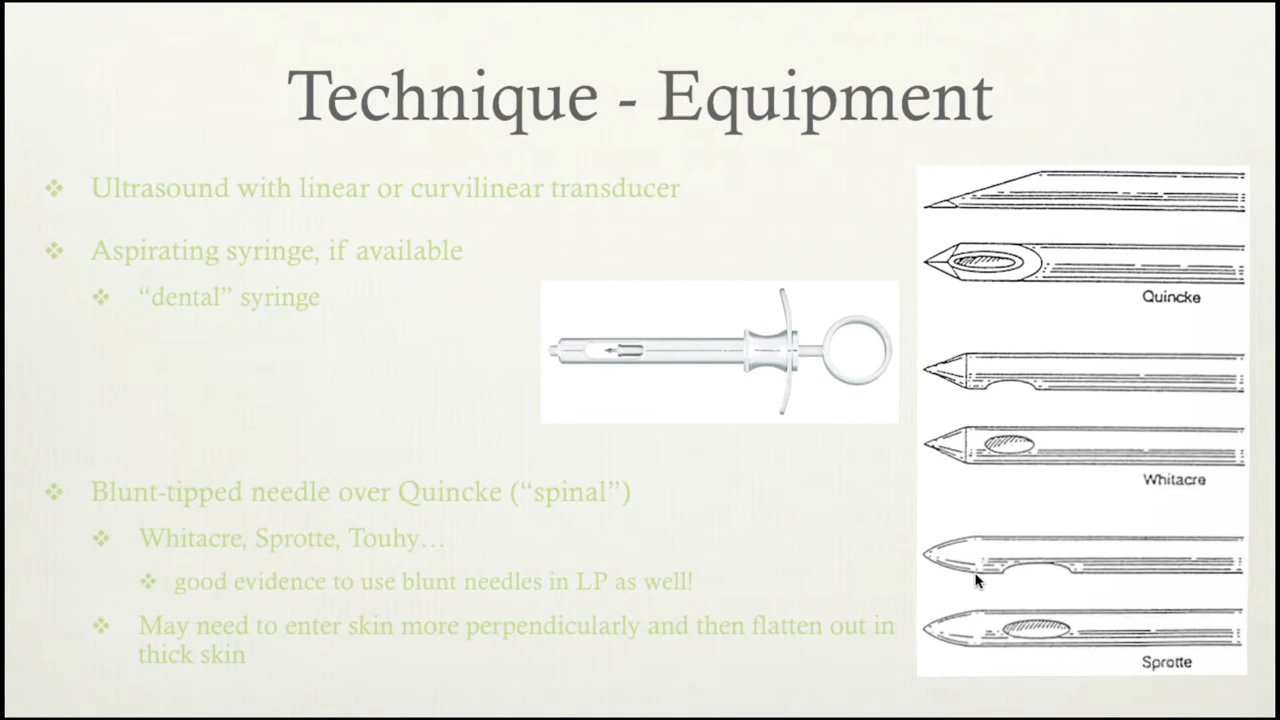 Technique - Equipment
Ultrasound with linear or curvilinear transducer
Aspirating syringe, if available
“dental” syringe
Blunt-tipped needle over Quincke (“spinal”)
Whitacre, Sprotte, Touhy…
good evidence to use blunt needles in LP as well!
May need to enter skin more perpendicularly and then flatten out in
thick skin
Quincke
Whitacre
Sprotte